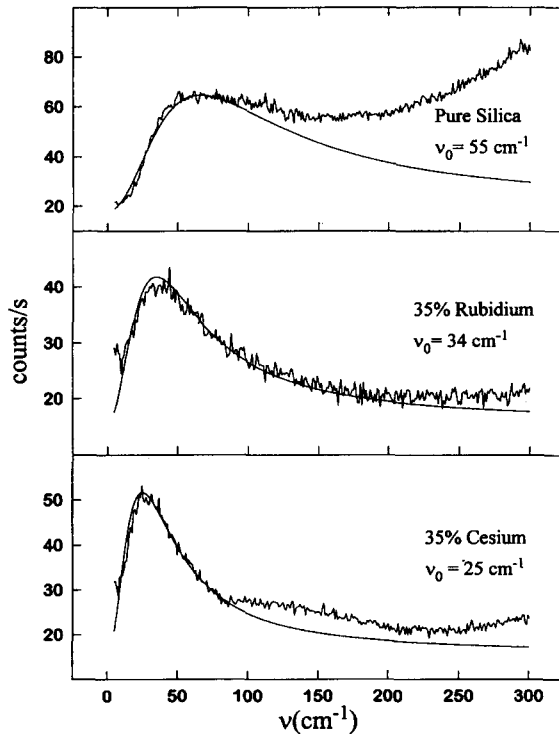 80
60
40
20
Pure Silica
ν₀= 55 cm⁻¹
40
30
20
35% Rubidium
ν₀= 34 cm⁻¹
50
40
30
20
35% Cesium
ν₀ = 25 cm⁻¹
counts/s
0 50 100 150 200 250 300
ν(cm⁻¹)